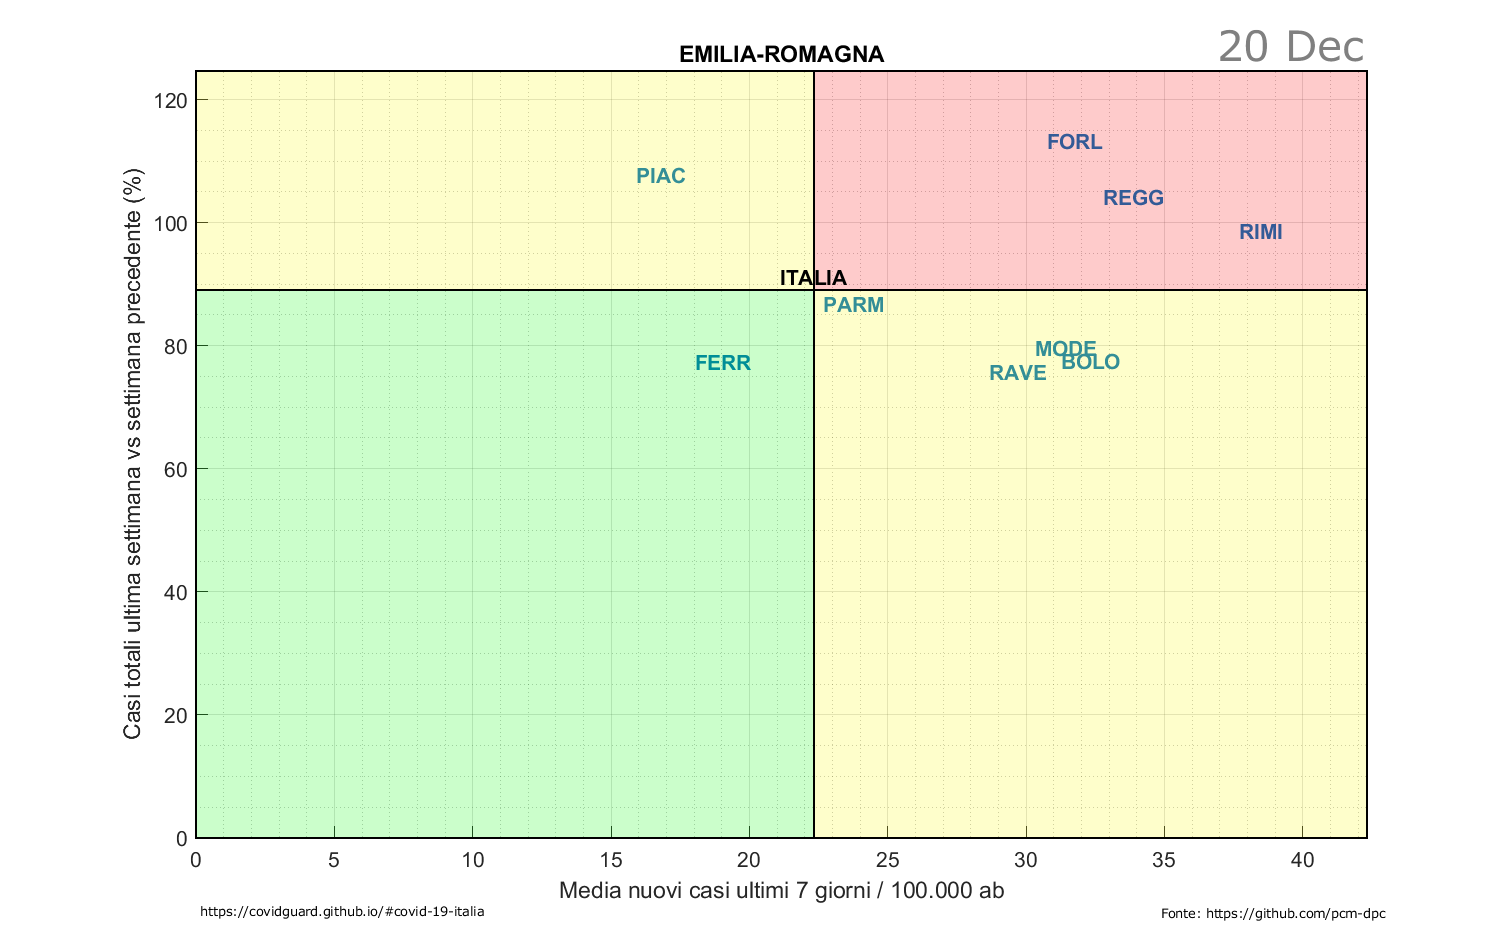 20 Dec
EMILIA-ROMAGNA
Casi totali ultima settimana vs settimana precedente (%)
120
100
80
60
40
20
0
FORL
PIAC
REGG
RIMI
ITALIA
PARM
MODE
BOLO
FERR
RAVE
0 5 10 15 20 25 30 35 40
Media nuovi casi ultimi 7 giorni / 100.000 ab
https://covidguard.github.io/#covid-19-italia
Fonte: https://github.com/pcm-dpc